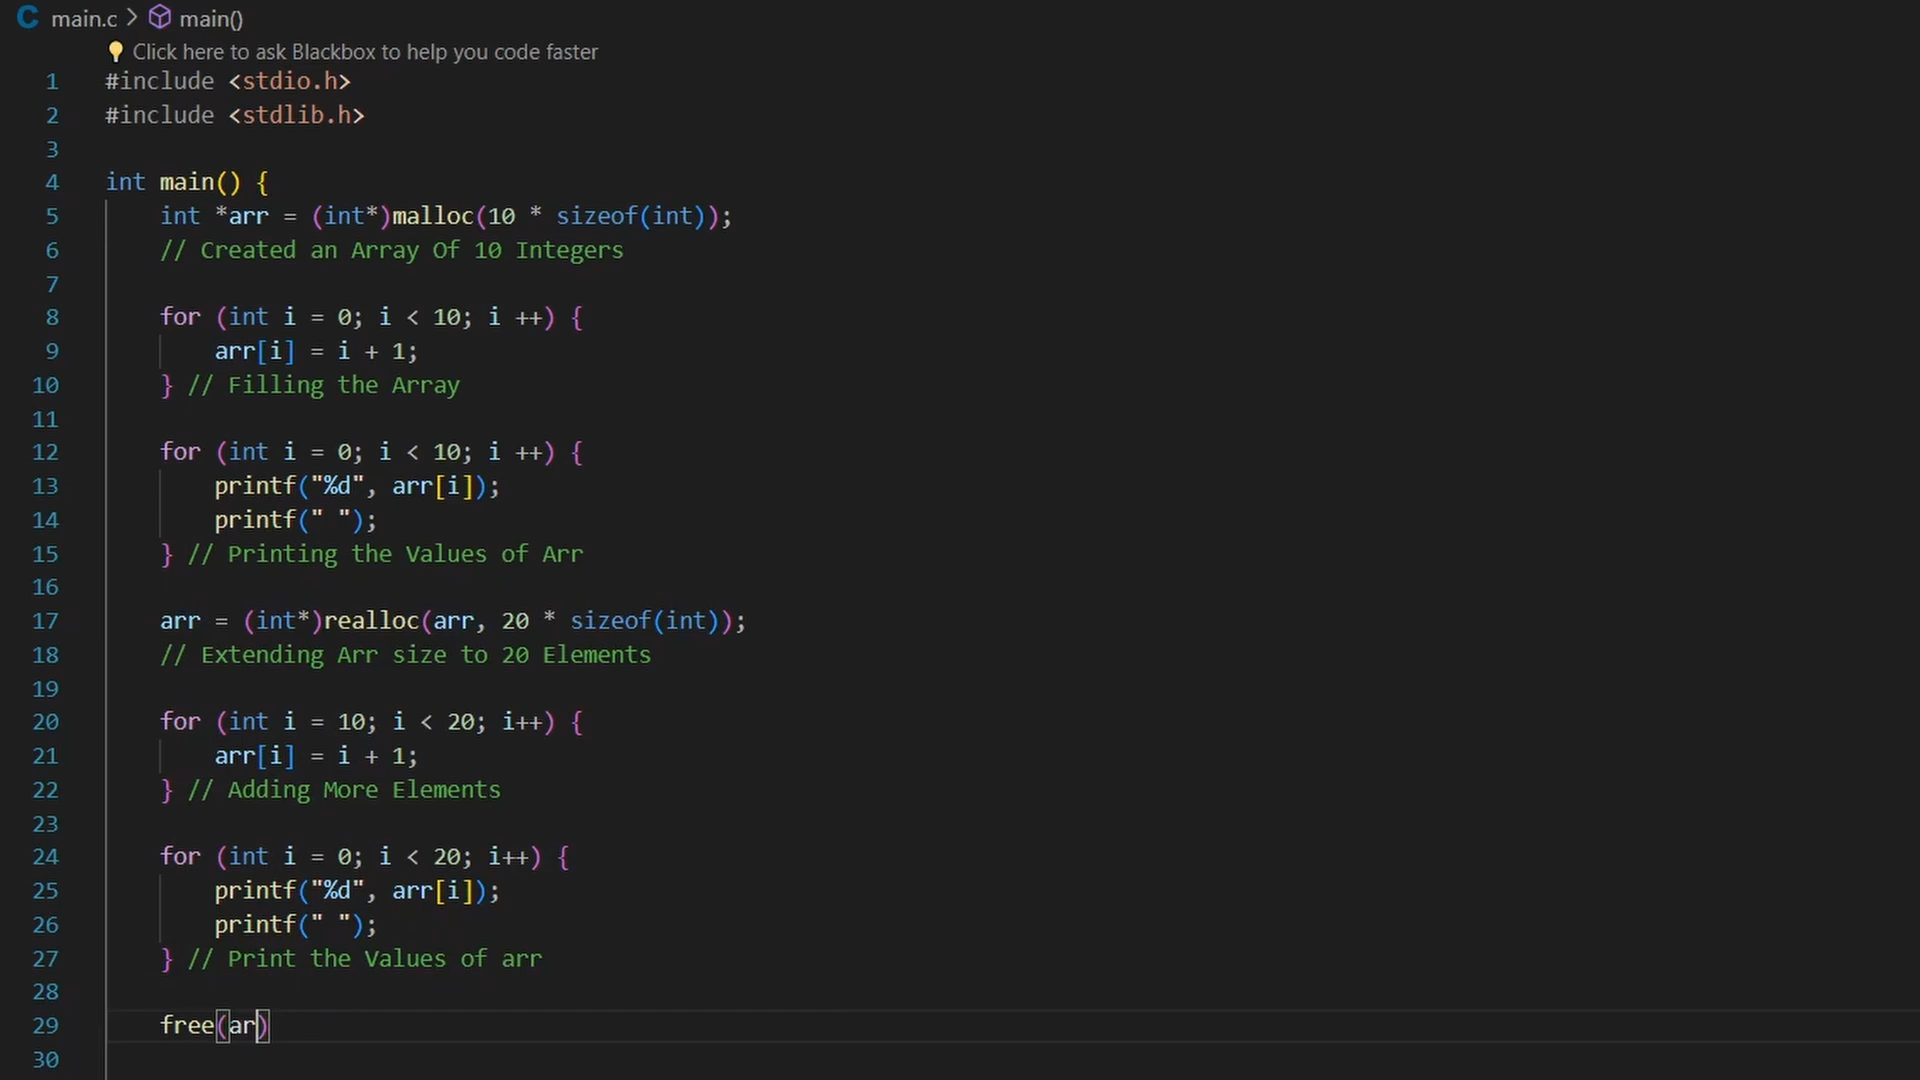 C main.c > main()
Click here to ask Blackbox to help you code faster
1 #include <stdio.h>
2 #include <stdlib.h>
3
4 int main() {
5 int *arr = (int*)malloc(10 * sizeof(int));
6 // Created an Array Of 10 Integers
7
8 for (int i = 0; i < 10; i ++) {
9 arr[i] = i + 1;
10 } // Filling the Array
11
12 for (int i = 0; i < 10; i ++) {
13 printf("%d", arr[i]);
14 printf(" ");
15 } // Printing the Values of Arr
16
17 arr = (int*)realloc(arr, 20 * sizeof(int));
18 // Extending Arr size to 20 Elements
19
20 for (int i = 10; i < 20; i++) {
21 arr[i] = i + 1;
22 } // Adding More Elements
23
24 for (int i = 0; i < 20; i++) {
25 printf("%d", arr[i]);
26 printf(" ");
27 } // Print the Values of arr
28
29 free(ar)
30